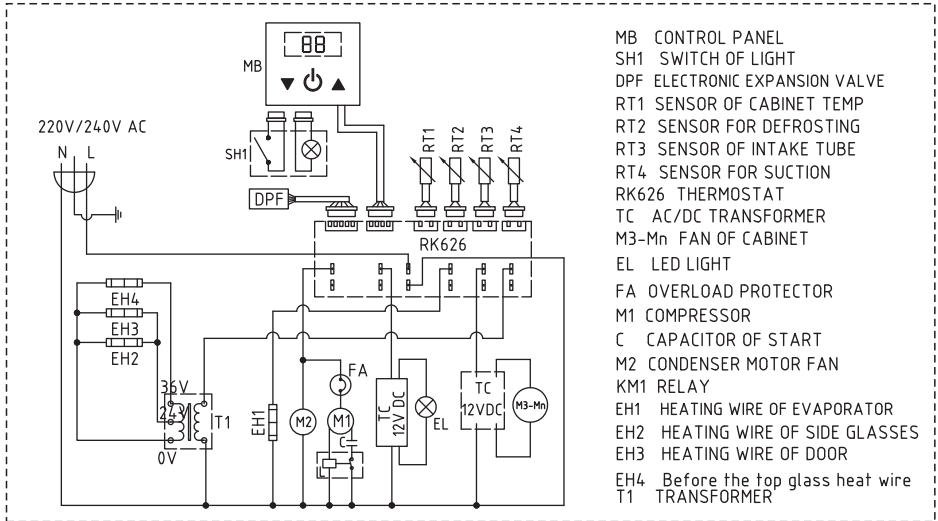 88
MB
220V/240V AC
N L
SH1
DPF
RT1
RT2
RT3
RT4
RK626
EH4
EH3
EH2
36V
24V
0V
T1
EH1
M2
FA
M1
C
L
TC
12V DC
EL
TC
12VDC
M3-Mn
MB CONTROL PANEL
SH1 SWITCH OF LIGHT
DPF ELECTRONIC EXPANSION VALVE
RT1 SENSOR OF CABINET TEMP
RT2 SENSOR FOR DEFROSTING
RT3 SENSOR OF INTAKE TUBE
RT4 SENSOR FOR SUCTION
RK626 THERMOSTAT
TC AC/DC TRANSFORMER
M3-Mn FAN OF CABINET
EL LED LIGHT
FA OVERLOAD PROTECTOR
M1 COMPRESSOR
C CAPACITOR OF START
M2 CONDENSER MOTOR FAN
KM1 RELAY
EH1 HEATING WIRE OF EVAPORATOR
EH2 HEATING WIRE OF SIDE GLASSES
EH3 HEATING WIRE OF DOOR
EH4 Before the top glass heat wire
T1 TRANSFORMER